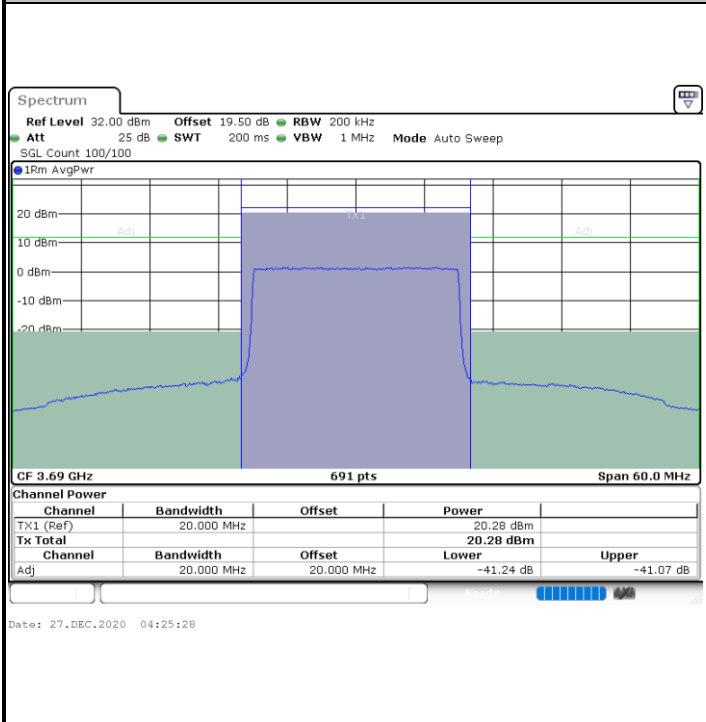 Spectrum
Ref Level 32.00 dBm Offset 19.50 dB RBW 200 kHz
Att 25 dB SWT 200 ms VBW 1 MHz Mode Auto Sweep
SGL Count 100/100
1Rm AvgPwr
20 dBm
TX1
Adj Adj
10 dBm
0 dBm
-10 dBm
-20 dBm
CF 3.69 GHz 691 pts Span 60.0 MHz
Channel Power
Channel Bandwidth Offset Power
TX1 (Ref) 20.000 MHz 20.28 dBm
Tx Total 20.28 dBm
Channel Bandwidth Offset Lower Upper
Adj 20.000 MHz 20.000 MHz -41.24 dB -41.07 dB
Ready
Date: 27.DEC.2020 04:25:28